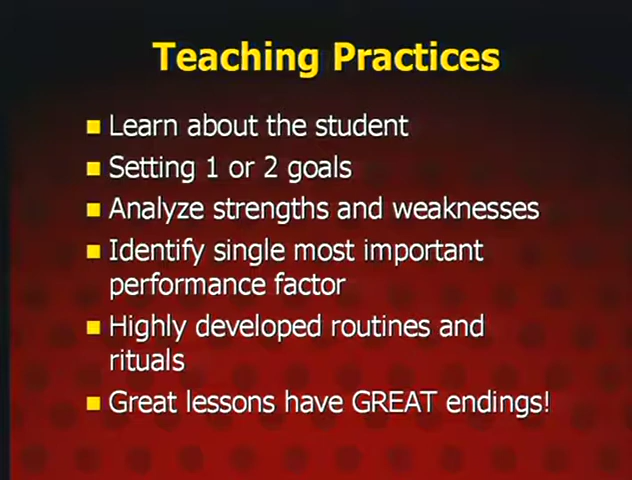 Teaching Practices
Learn about the student
Setting 1 or 2 goals
Analyze strengths and weaknesses
Identify single most important
performance factor
Highly developed routines and
rituals
Great lessons have GREAT endings!